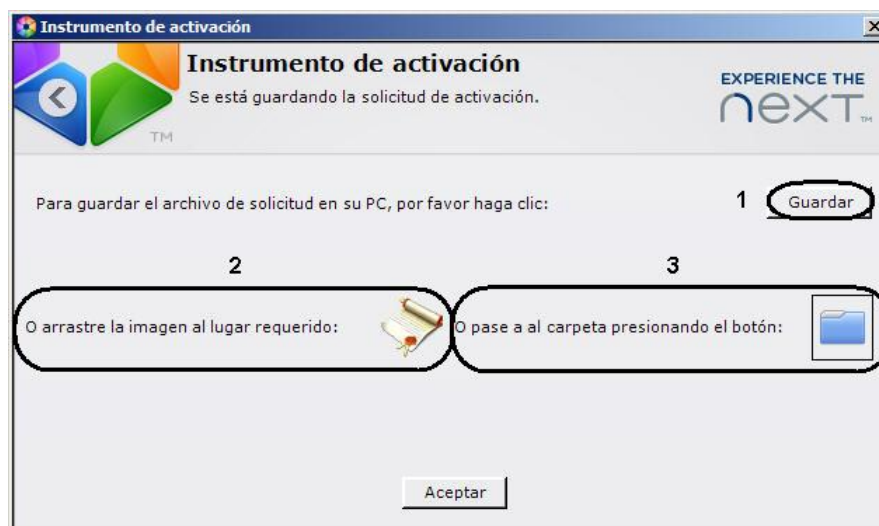 Instrumento de activación
Instrumento de activación
Se está guardando la solicitud de activación.
EXPERIENCE THE
nexT™
TM
Para guardar el archivo de solicitud en su PC, por favor haga clic:
1
Guardar
2
3
O arrastre la imagen al lugar requerido:
O pase a al carpeta presionando el botón:
Aceptar